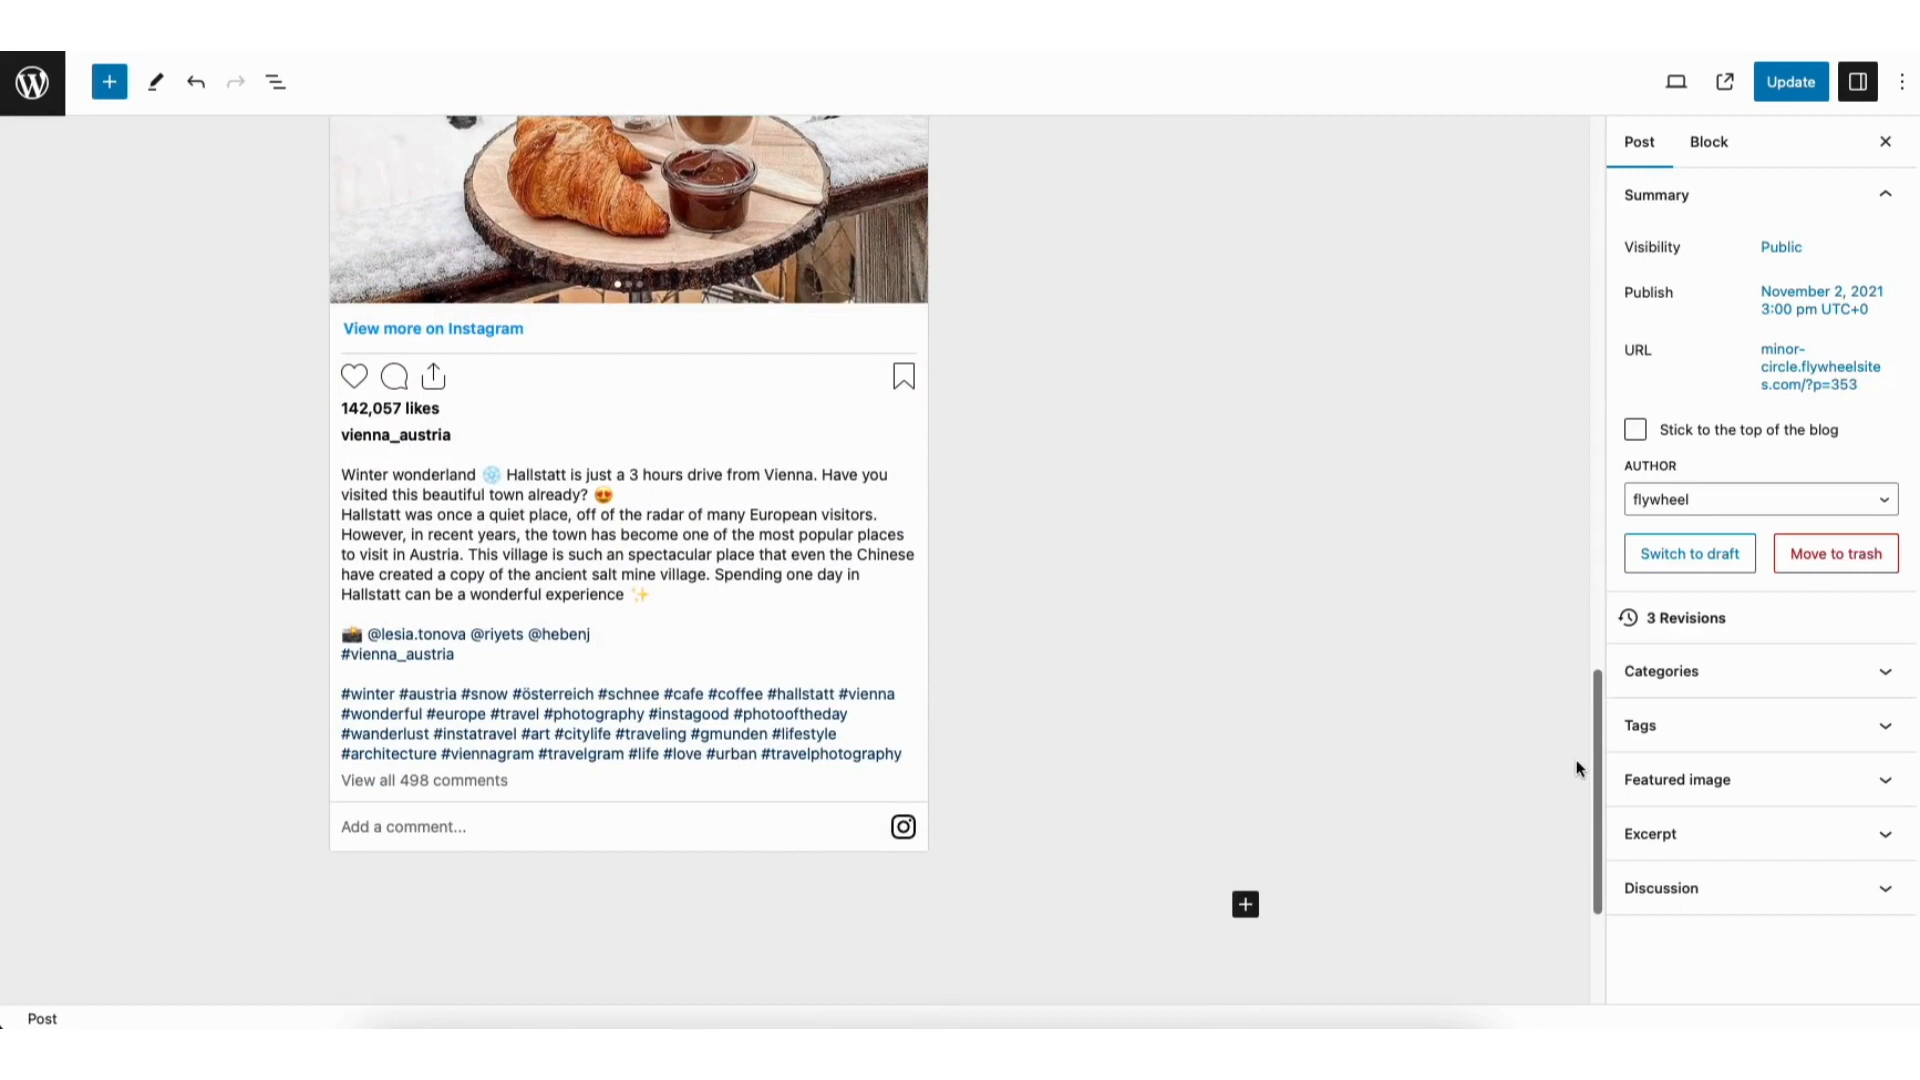 Update
View more on Instagram
142,057 likes
vienna_austria
Winter wonderland ❄️ Hallstatt is just a 3 hours drive from Vienna. Have you
visited this beautiful town already? 😍
Hallstatt was once a quiet place, off of the radar of many European visitors.
However, in recent years, the town has become one of the most popular places
to visit in Austria. This village is such an spectacular place that even the Chinese
have created a copy of the ancient salt mine village. Spending one day in
Hallstatt can be a wonderful experience ✨
📸 @lesia.tonova @riyets @hebenj
#vienna_austria
#winter #austria #snow #österreich #schnee #cafe #coffee #hallstatt #vienna
#wonderful #europe #travel #photography #instagood #photooftheday
#wanderlust #instatravel #art #citylife #traveling #gmunden #lifestyle
#architecture #viennagram #travelgram #life #love #urban #travelphotography
View all 498 comments
Add a comment...
Post Block
Summary
Visibility Public
Publish November 2, 2021
3:00 pm UTC+0
URL minor-
circle.flywheelsite
s.com/?p=353
Stick to the top of the blog
AUTHOR
flywheel
Switch to draft Move to trash
3 Revisions
Categories
Tags
Featured image
Excerpt
Discussion
Post